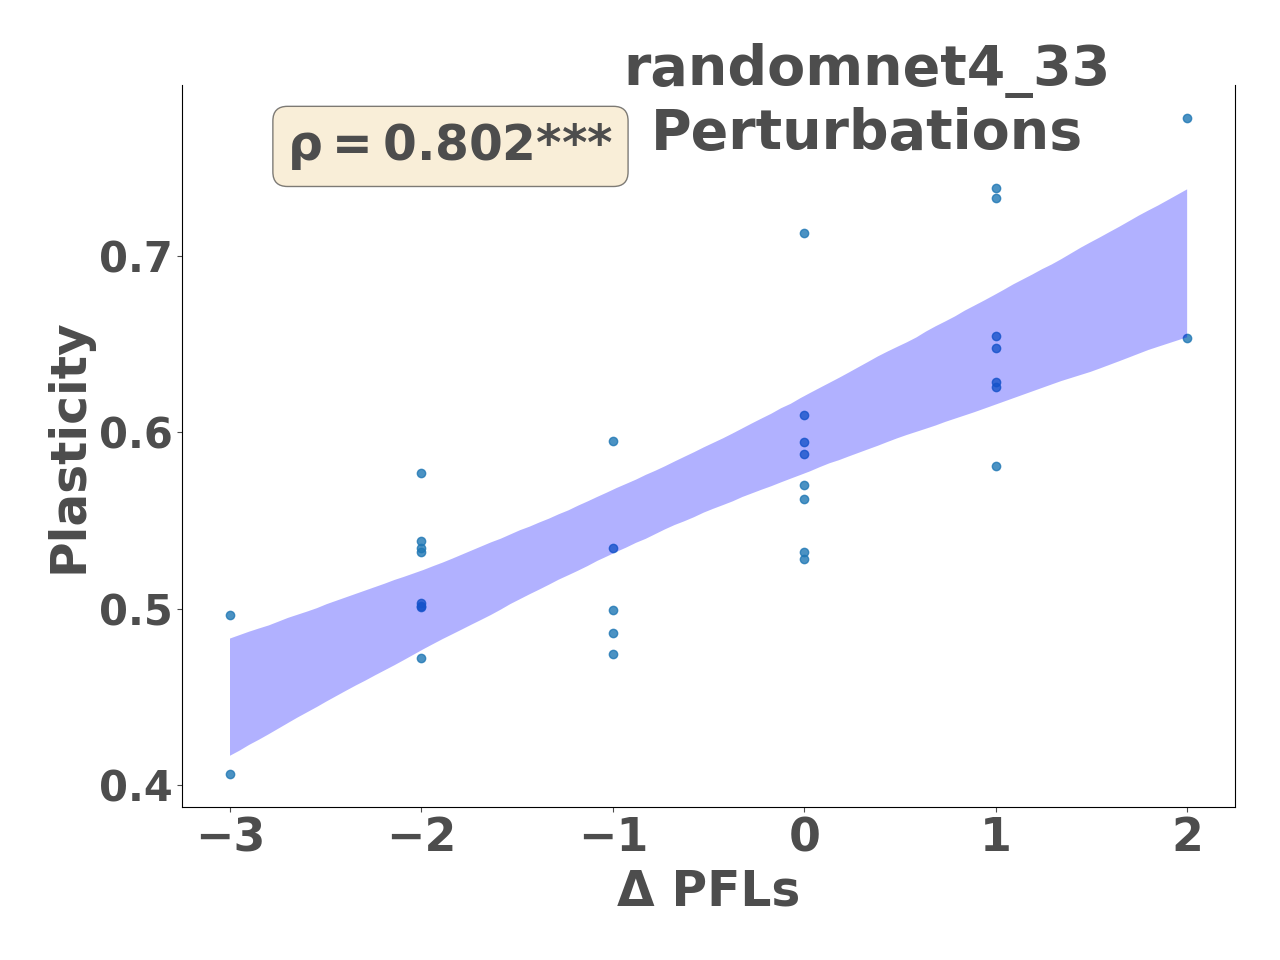 randomnet4_33
Perturbations
ρ = 0.802***
Plasticity
0.7
0.6
0.5
0.4
−3 −2 −1 0 1 2
Δ PFLs